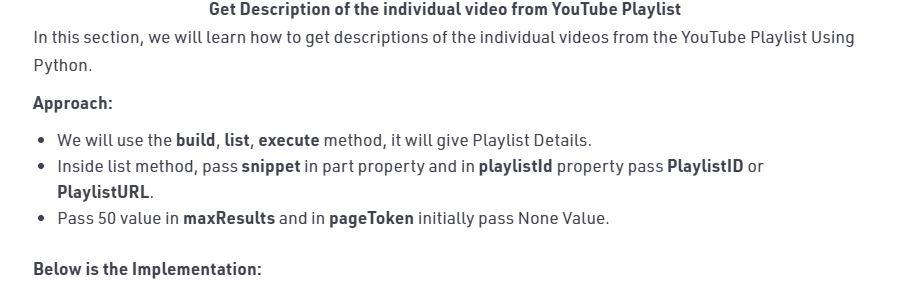 Get Description of the individual video from YouTube Playlist
In this section, we will learn how to get descriptions of the individual videos from the YouTube Playlist Using
Python.
Approach:
• We will use the build, list, execute method, it will give Playlist Details.
• Inside list method, pass snippet in part property and in playlistId property pass PlaylistID or
PlaylistURL.
• Pass 50 value in maxResults and in pageToken initially pass None Value.
Below is the Implementation: